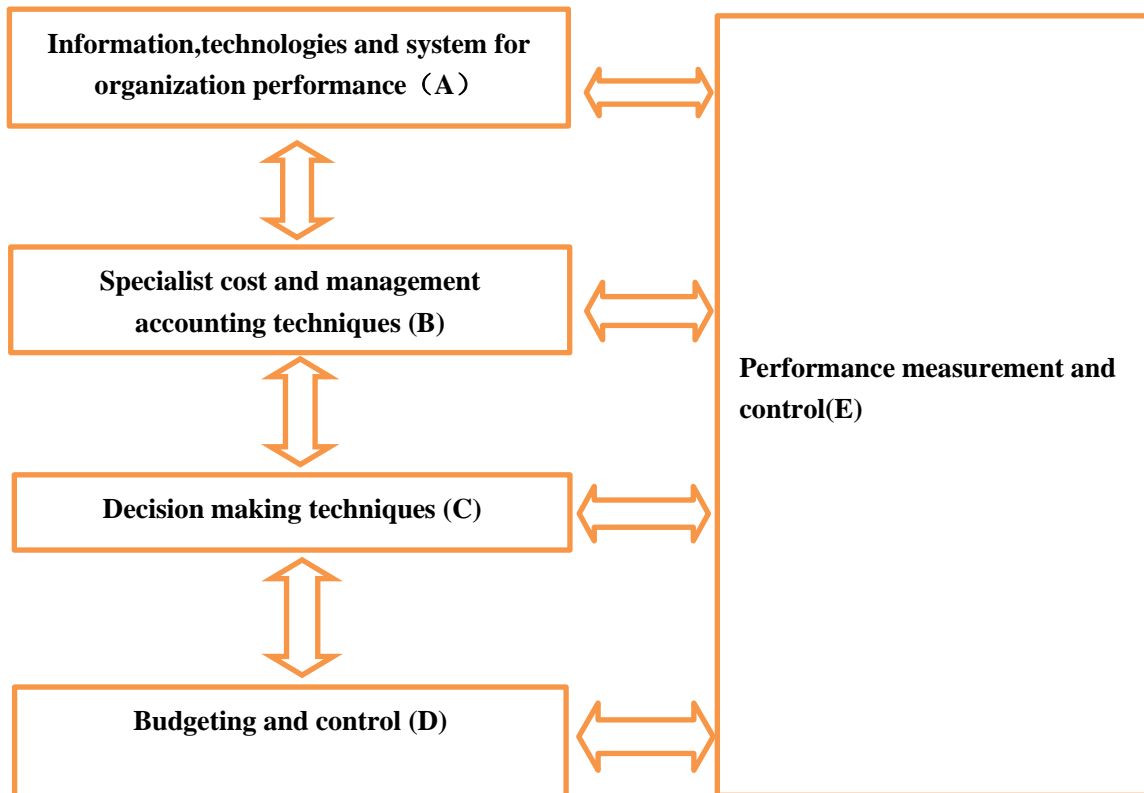 Information,technologies and system for
organization performance（A）
Specialist cost and management
accounting techniques (B)
Performance measurement and
control(E)
Decision making techniques (C)
Budgeting and control (D)